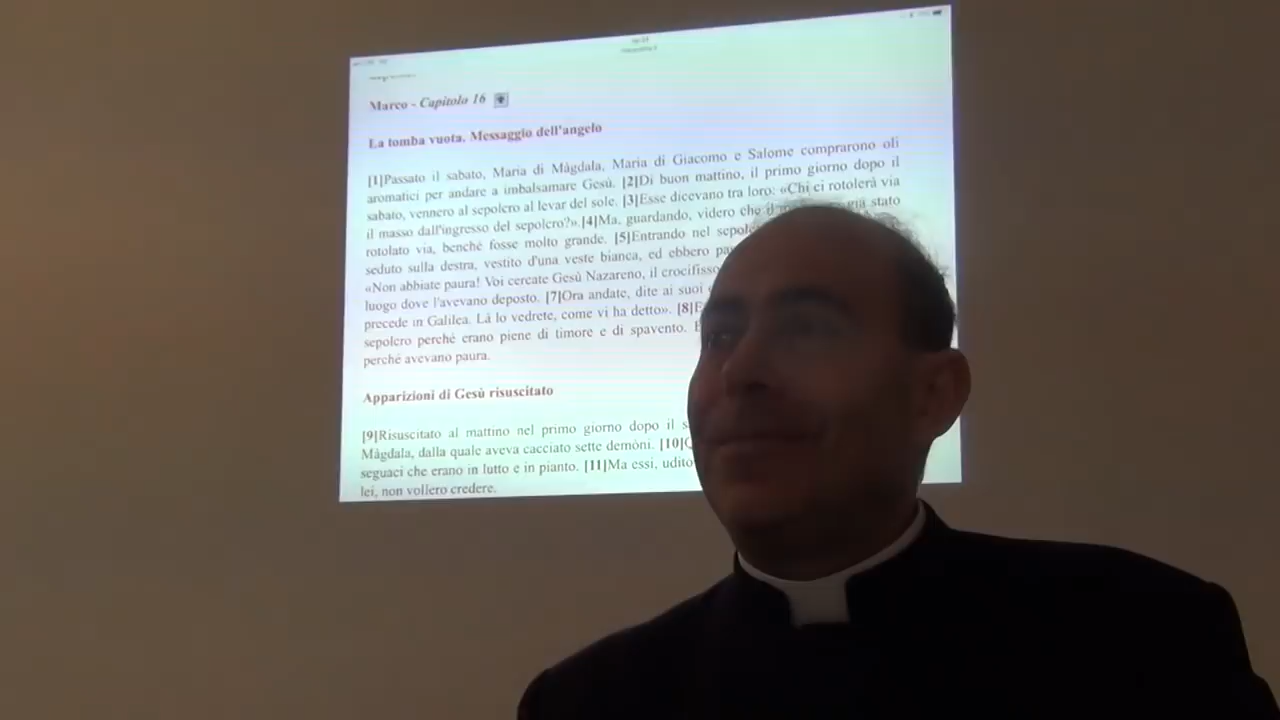 Marco - Capitolo 16
La tomba vuota. Messaggio dell'angelo
[1]Passato il sabato, Maria di Màgdala, Maria di Giacomo e Salome comprarono oli
aromatici per andare a imbalsamare Gesù. [2]Di buon mattino, il primo giorno dopo il
sabato, vennero al sepolcro al levar del sole. [3]Esse dicevano tra loro: «Chi ci rotolerà via
il masso dall'ingresso del sepolcro?». [4]Ma, guardando, videro che già stato
rotolato via, benché fosse molto grande. [5]Entrando nel
seduto sulla destra, vestito d'una veste bianca, ed ebbero
«Non abbiate paura! Voi cercate Gesù Nazareno, il crocifisso
luogo dove l'avevano deposto. [7]Ora andate, dite ai suoi
precede in Galilea. Là lo vedrete, come vi ha detto». [8]
sepolcro perché erano piene di timore e di spavento.
perché avevano paura.
Apparizioni di Gesù risuscitato
[9]Risuscitato al mattino nel primo giorno dopo il
Màgdala, dalla quale aveva cacciato sette demòni. [10]
seguaci che erano in lutto e in pianto. [11]Ma essi, udito
lei, non vollero credere.